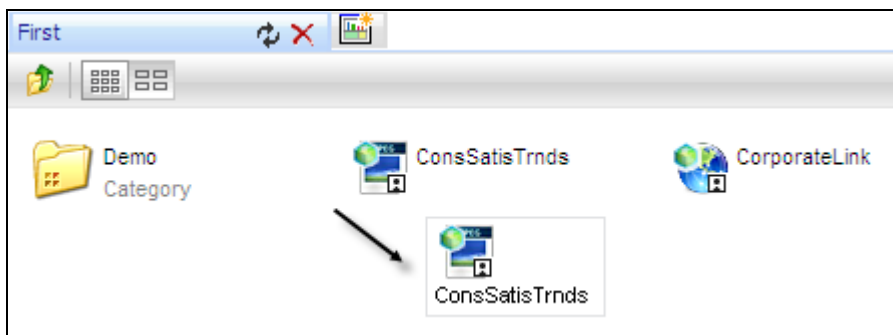 First
Demo
Category
ConsSatisTrnds
CorporateLink
ConsSatisTrnds